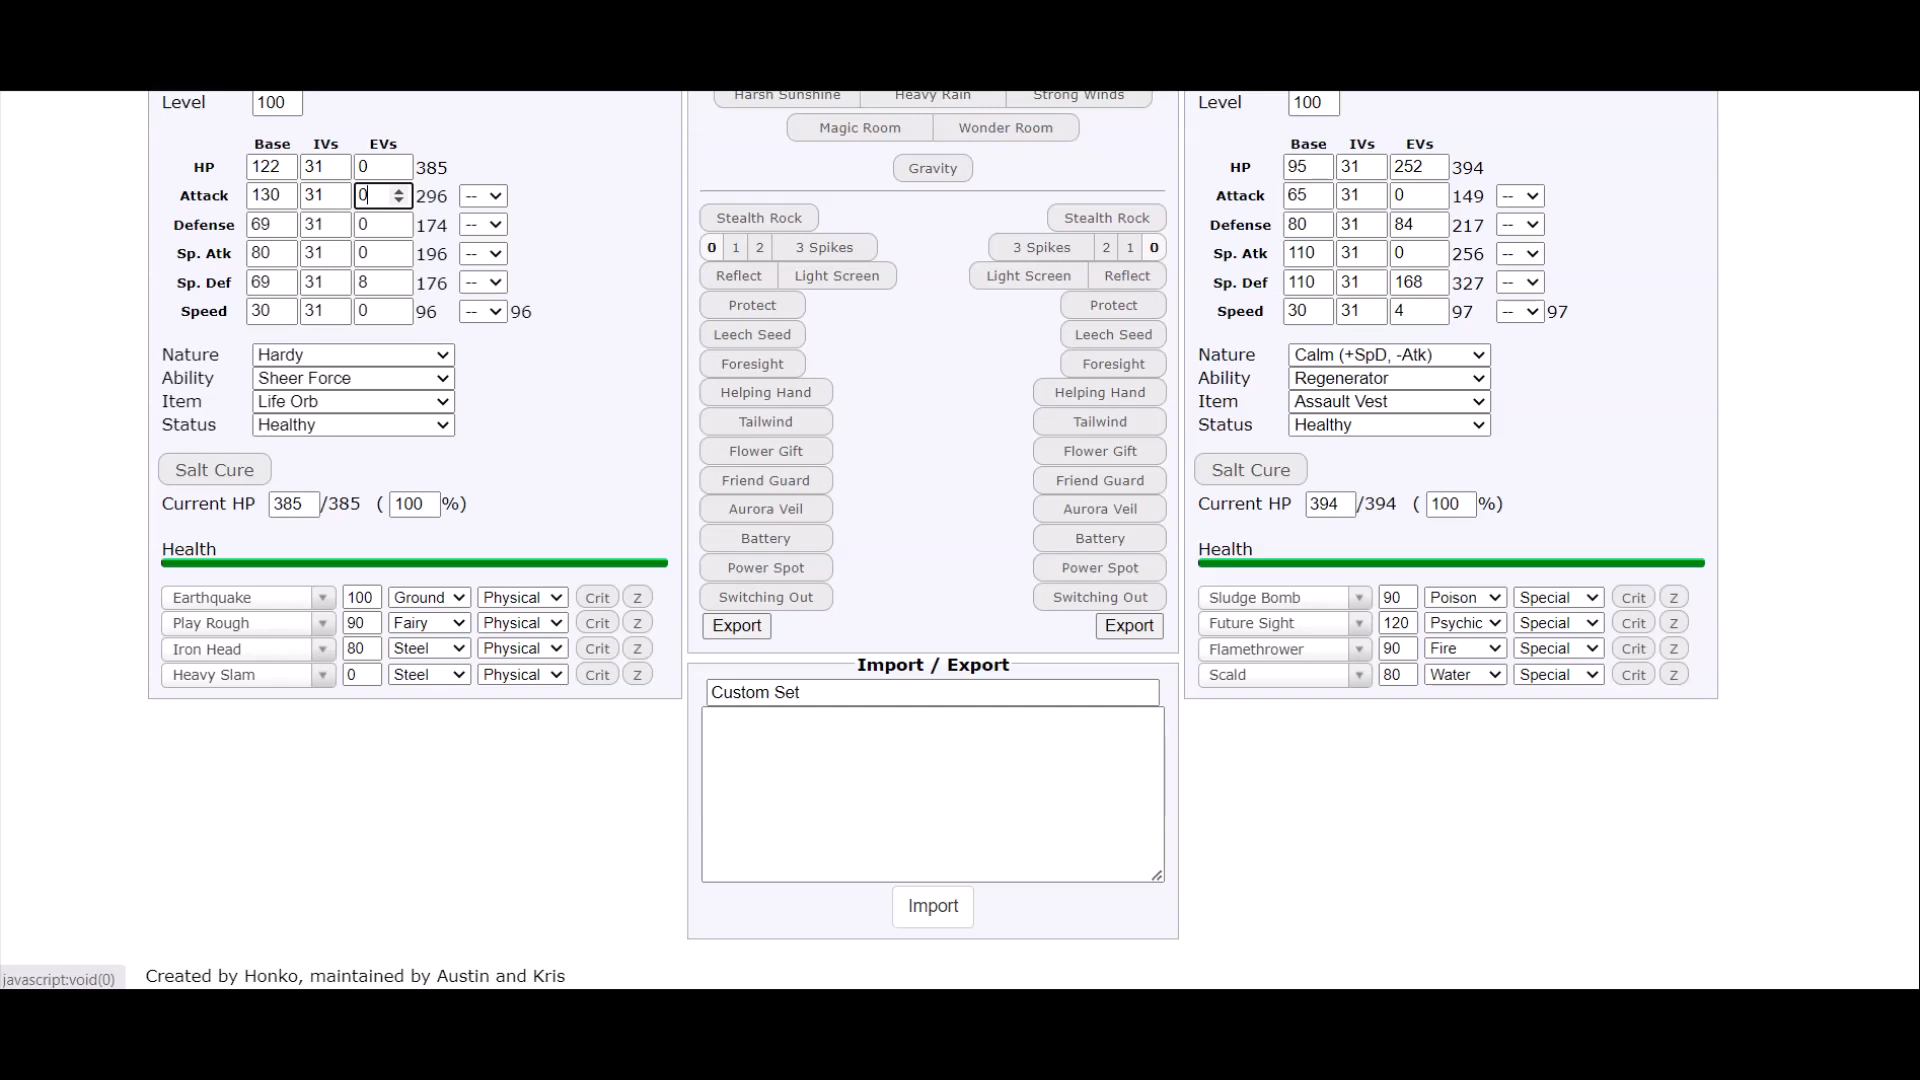 Level 100
Base IVs EVs
HP 122 31 0 385
Attack 130 31 0 296 --
Defense 69 31 0 174 --
Sp. Atk 80 31 0 196 --
Sp. Def 69 31 8 176 --
Speed 30 31 0 96 -- 96
Nature Hardy
Ability Sheer Force
Item Life Orb
Status Healthy
Salt Cure
Current HP 385/385 ( 100 %)
Health
Earthquake 100 Ground Physical Crit Z
Play Rough 90 Fairy Physical Crit Z
Iron Head 80 Steel Physical Crit Z
Heavy Slam 0 Steel Physical Crit Z
Harsh Sunshine Heavy Rain Strong Winds
Magic Room Wonder Room
Gravity
Stealth Rock Stealth Rock
0 1 2 3 Spikes 3 Spikes 2 1 0
Reflect Light Screen Light Screen Reflect
Protect Protect
Leech Seed Leech Seed
Foresight Foresight
Helping Hand Helping Hand
Tailwind Tailwind
Flower Gift Flower Gift
Friend Guard Friend Guard
Aurora Veil Aurora Veil
Battery Battery
Power Spot Power Spot
Switching Out Switching Out
Export Export
Import / Export
Custom Set
Import
Level 100
Base IVs EVs
HP 95 31 252 394
Attack 65 31 0 149 --
Defense 80 31 84 217 --
Sp. Atk 110 31 0 256 --
Sp. Def 110 31 168 327 --
Speed 30 31 4 97 -- 97
Nature Calm (+SpD, -Atk)
Ability Regenerator
Item Assault Vest
Status Healthy
Salt Cure
Current HP 394/394 ( 100 %)
Health
Sludge Bomb 90 Poison Special Crit Z
Future Sight 120 Psychic Special Crit Z
Flamethrower 90 Fire Special Crit Z
Scald 80 Water Special Crit Z
javascript:void(0)
Created by Honko, maintained by Austin and Kris